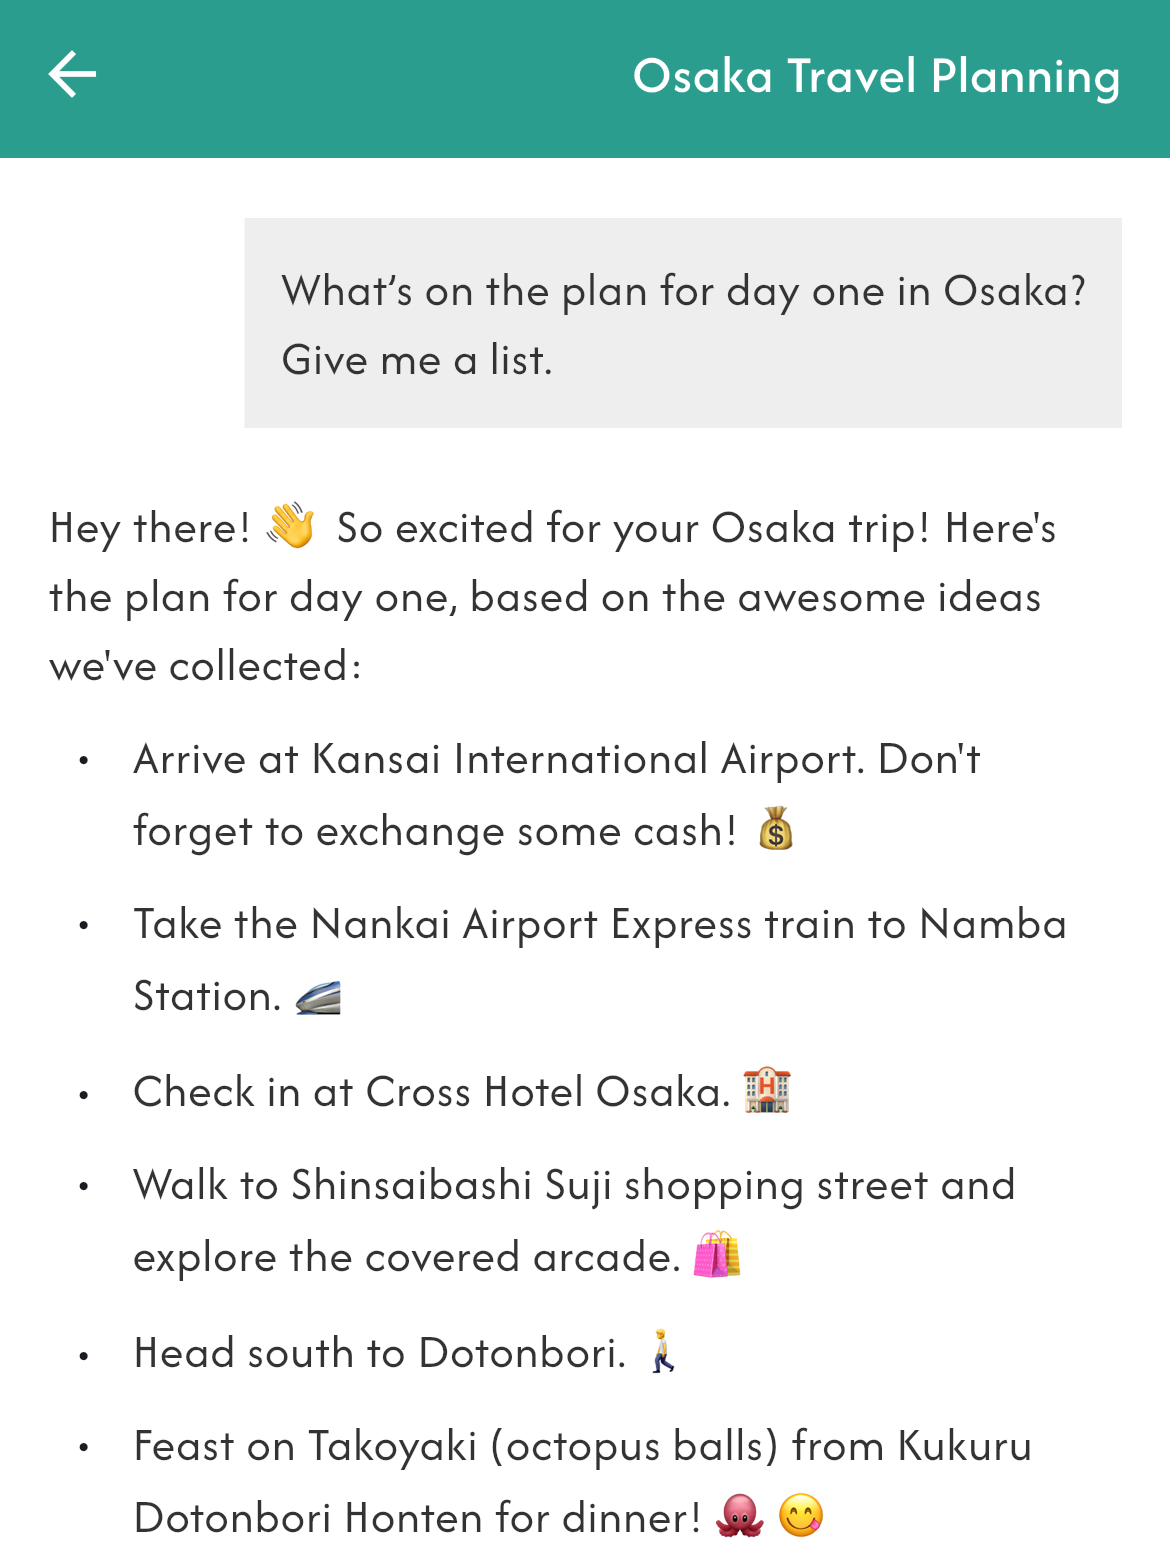 Osaka Travel Planning
What’s on the plan for day one in Osaka?
Give me a list.
Hey there! 👋 So excited for your Osaka trip! Here's
the plan for day one, based on the awesome ideas
we've collected:
• Arrive at Kansai International Airport. Don't
forget to exchange some cash! 💰
• Take the Nankai Airport Express train to Namba
Station. 🚄
• Check in at Cross Hotel Osaka. 🏨
• Walk to Shinsaibashi Suji shopping street and
explore the covered arcade. 🛍️
• Head south to Dotonbori. 🚶
• Feast on Takoyaki (octopus balls) from Kukuru
Dotonbori Honten for dinner! 🐙 😋